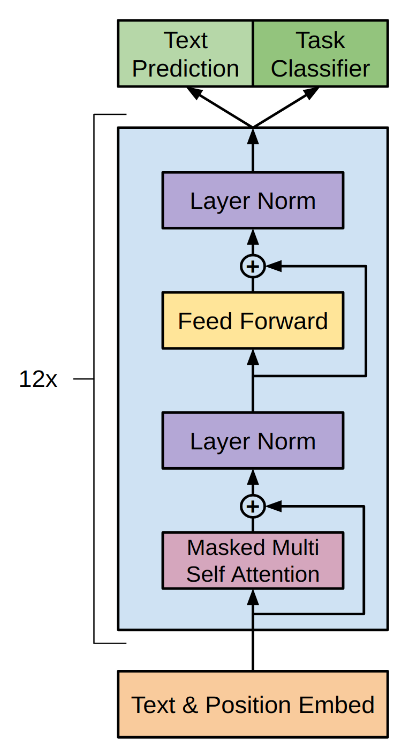 Text
Prediction
Task
Classifier
Layer Norm
Feed Forward
12x
Layer Norm
Masked Multi
Self Attention
Text & Position Embed